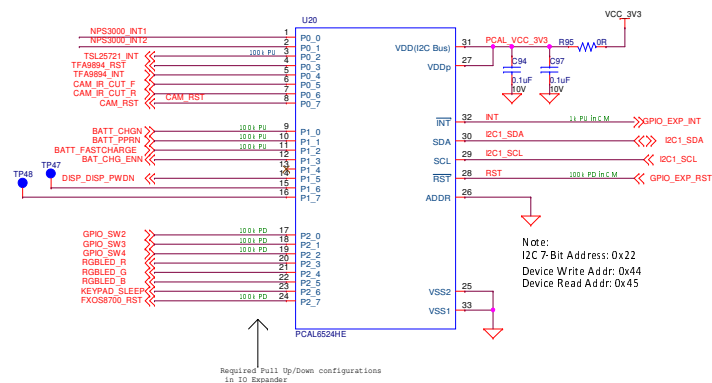 U20
VCC_3V3
NPS3000_INT1 1 P0_0
NPS3000_INT2 2 P0_1
TSL25721_INT 100k PU 3 P0_2
TFA9894_RST 4 P0_3
TFA9894_INT 5 P0_4
CAM_IR_CUT_F 6 P0_5
CAM_IR_CUT_R 7 P0_6
CAM_RST CAM_RST 8 P0_7
BATT_CHGN 100k PU 9 P1_0
BATT_PPRN 100k PU 10 P1_1
BATT_FASTCHARGE 100k PU 11 P1_2
BAT_CHG_ENN 12 P1_3
13 P1_4
DISP_DISP_PWDN 14 P1_5
TP47 15 P1_6
TP48 16 P1_7
GPIO_SW2 100k PD 17 P2_0
GPIO_SW3 100k PD 18 P2_1
GPIO_SW4 100k PD 19 P2_2
RGBLED_R 20 P2_3
RGBLED_G 21 P2_4
RGBLED_B 22 P2_5
KEYPAD_SLEEP 23 P2_6
FXOS8700_RST 100k PD 24 P2_7
PCAL6524HE
VDD(I2C Bus) 31 PCAL_VCC_3V3 R95 0R
VDDp 27
C94
0.1uF
10V
C97
0.1uF
10V
INT 32 INT 1k PU in CM GPIO_EXP_INT
SDA 30 I2C1_SDA I2C1_SDA
SCL 29 I2C1_SCL I2C1_SCL
RST 28 RST 100k PD in CM GPIO_EXP_RST
ADDR 26
VSS2 25
VSS1 33
Note:
I2C 7-Bit Address: 0x22
Device Write Addr: 0x44
Device Read Addr: 0x45
Required Pull Up/Down configurations
in IO Expander